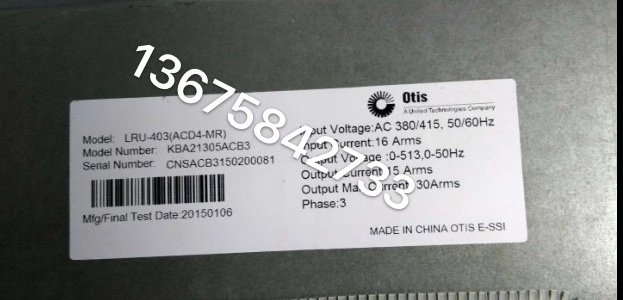 Otis
A United Technologies Company
Model: LRU-403(ACD4-MR)
Model Number: KBA21305ACB3
Serial Number: CNSACB3150200081
Mfg/Final Test Date:20150106
Input Voltage:AC 380/415, 50/60Hz
Input Current:16 Arms
Output Voltage :0-513,0-50Hz
Output Current:15 Arms
Output Max Current: 30Arms
Phase:3
MADE IN CHINA OTIS E-SSI
13675842733